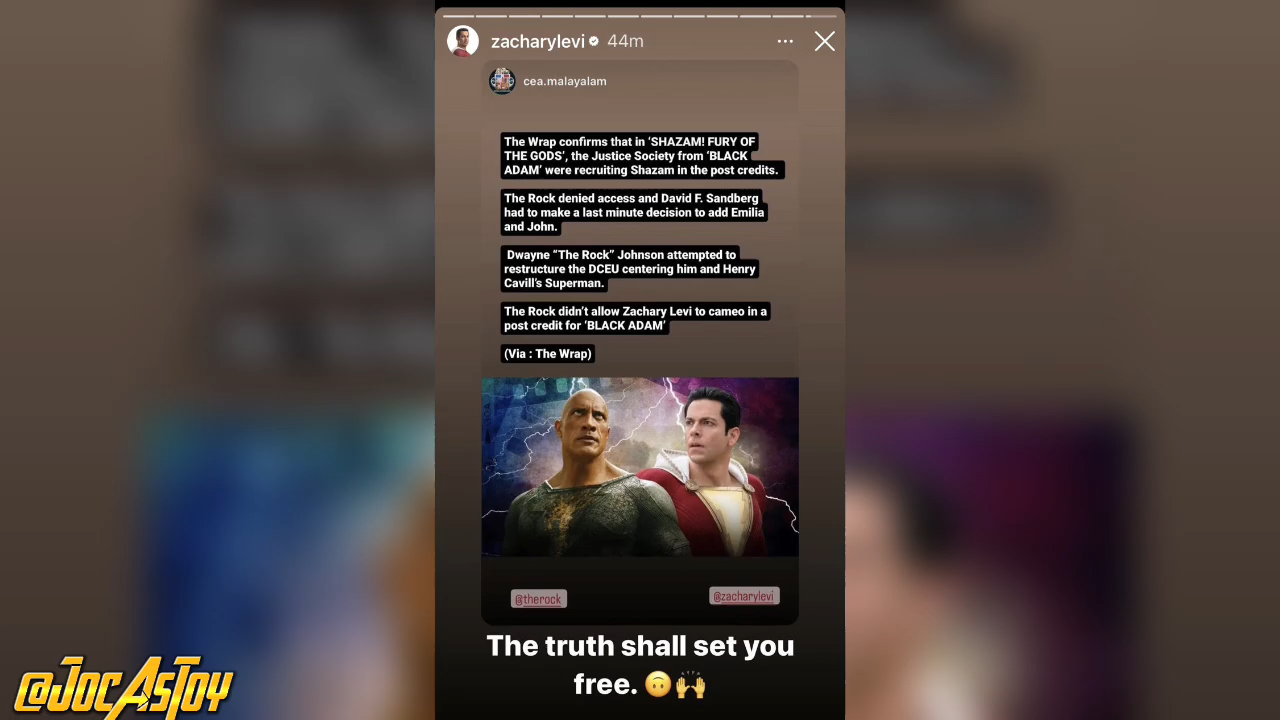 zacharylevi 44m
cea.malayalam
The Wrap confirms that in ‘SHAZAM! FURY OF
THE GODS’, the Justice Society from ‘BLACK
ADAM’ were recruiting Shazam in the post credits.
The Rock denied access and David F. Sandberg
had to make a last minute decision to add Emilia
and John.
Dwayne “The Rock” Johnson attempted to
restructure the DCEU centering him and Henry
Cavill’s Superman.
The Rock didn’t allow Zachary Levi to cameo in a
post credit for ‘BLACK ADAM’
(Via : The Wrap)
@therock
@zacharylevi
The truth shall set you
free. 🙃🙌
@JOCASTOY